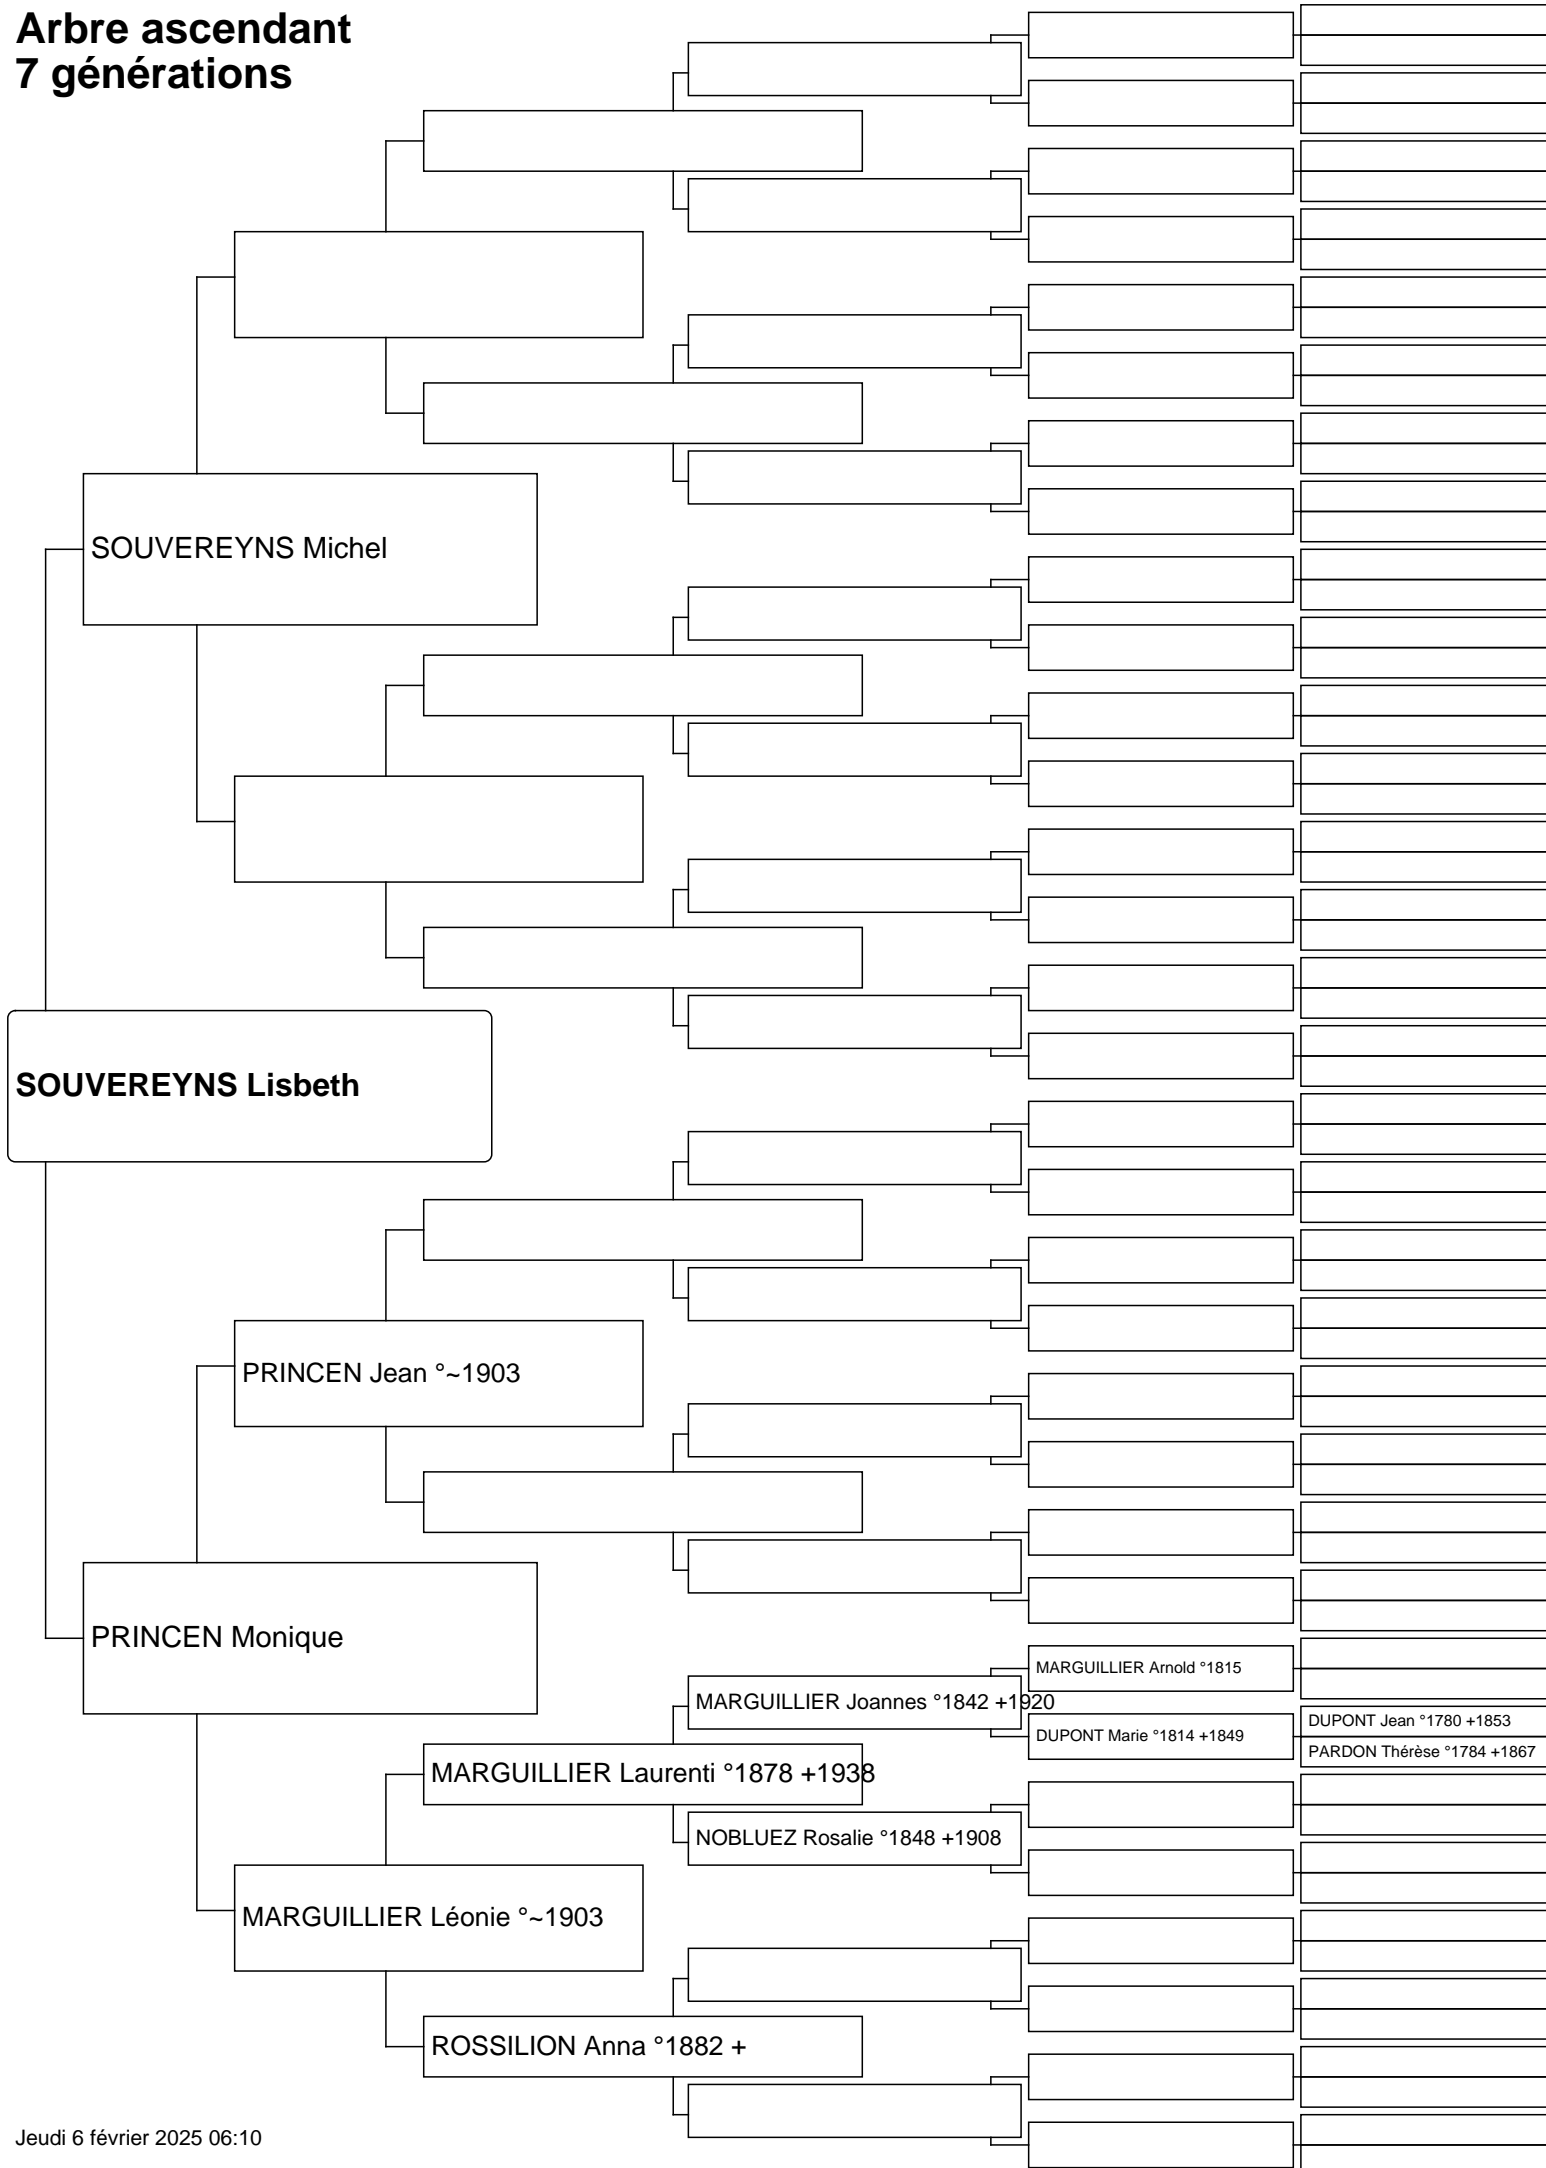 Arbre ascendant
7 générations
SOUVEREYNS Michel
SOUVEREYNS Lisbeth
PRINCEN Jean °~1903
PRINCEN Monique
MARGUILLIER Arnold °1815
MARGUILLIER Joannes °1842 +1920
DUPONT Jean °1780 +1853
DUPONT Marie °1814 +1849
PARDON Thérèse °1784 +1867
MARGUILLIER Laurenti °1878 +1938
NOBLUEZ Rosalie °1848 +1908
MARGUILLIER Léonie °~1903
ROSSILION Anna °1882 +
Jeudi 6 février 2025 06:10